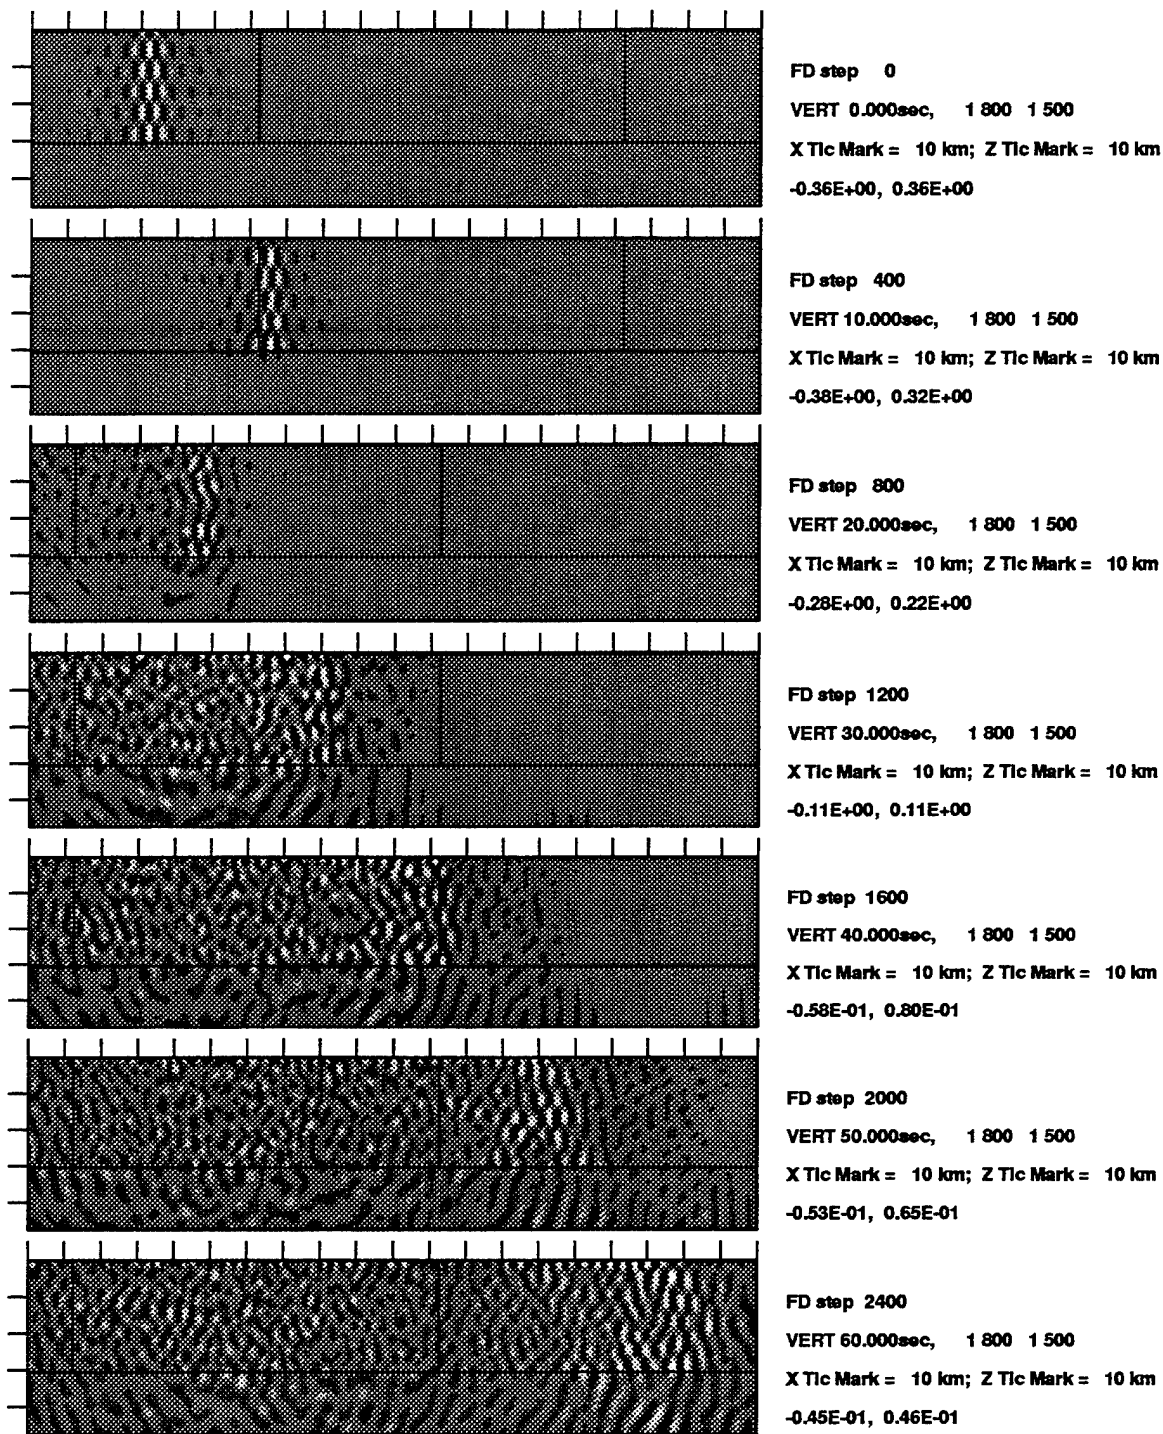 FD step 0
VERT 0.000sec, 1 800 1 500
X Tic Mark = 10 km; Z Tic Mark = 10 km
-0.36E+00, 0.36E+00
FD step 400
VERT 10.000sec, 1 800 1 500
X Tic Mark = 10 km; Z Tic Mark = 10 km
-0.38E+00, 0.32E+00
FD step 800
VERT 20.000sec, 1 800 1 500
X Tic Mark = 10 km; Z Tic Mark = 10 km
-0.28E+00, 0.22E+00
FD step 1200
VERT 30.000sec, 1 800 1 500
X Tic Mark = 10 km; Z Tic Mark = 10 km
-0.11E+00, 0.11E+00
FD step 1600
VERT 40.000sec, 1 800 1 500
X Tic Mark = 10 km; Z Tic Mark = 10 km
-0.58E-01, 0.80E-01
FD step 2000
VERT 50.000sec, 1 800 1 500
X Tic Mark = 10 km; Z Tic Mark = 10 km
-0.53E-01, 0.65E-01
FD step 2400
VERT 60.000sec, 1 800 1 500
X Tic Mark = 10 km; Z Tic Mark = 10 km
-0.45E-01, 0.46E-01